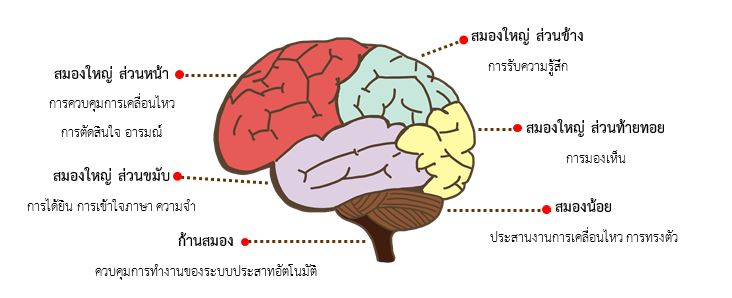 สมองใหญ่ ส่วนหน้า
การควบคุมการเคลื่อนไหว
การตัดสินใจ อารมณ์
สมองใหญ่ ส่วนขมับ
การได้ยิน การเข้าใจภาษา ความจำ
ก้านสมอง
ควบคุมการทำงานของระบบประสาทอัตโนมัติ
สมองใหญ่ ส่วนข้าง
การรับความรู้สึก
สมองใหญ่ ส่วนท้ายทอย
การมองเห็น
สมองน้อย
ประสานงานการเคลื่อนไหว การทรงตัว